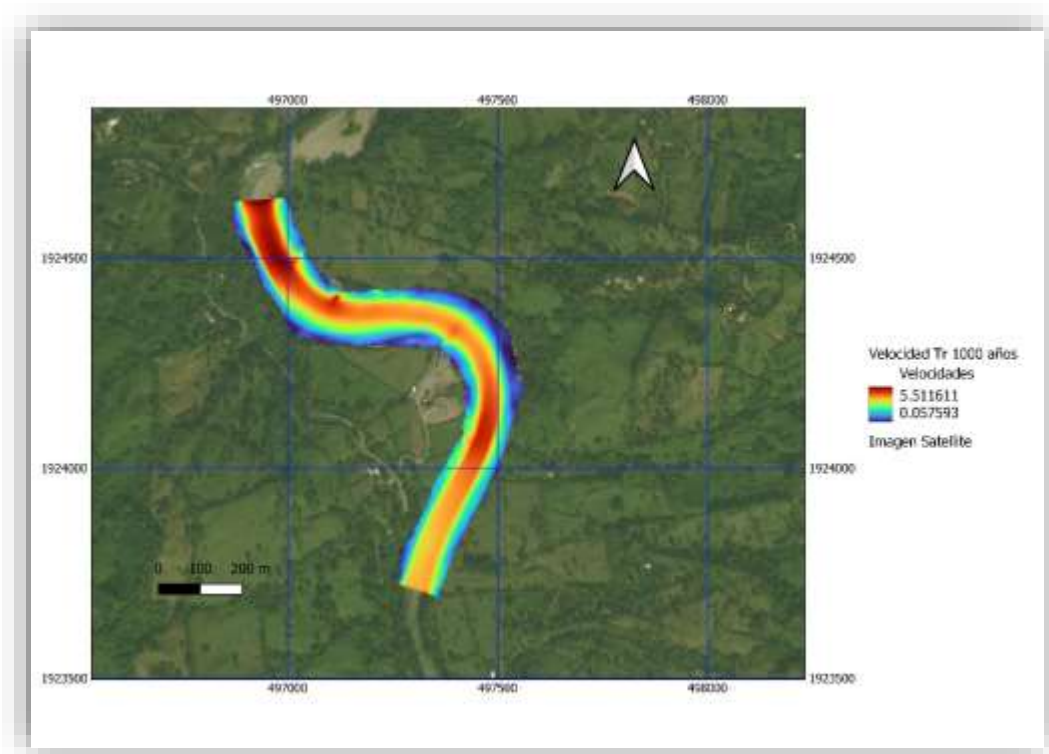 497000 497500 498000
1924500 1924500
Velocidad Tr 1000 años
Velocidades
5.511611
0.057593
Imagen Satellite
1924000 1924000
0 100 200 m
1923500 1923500
497000 497500 498000